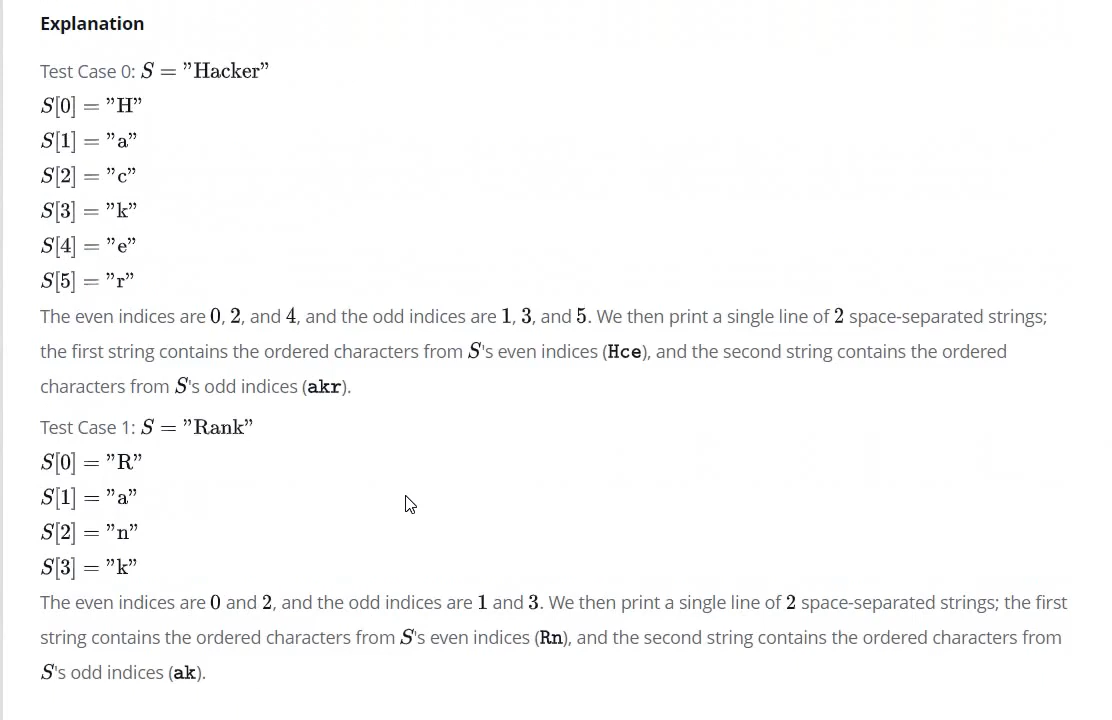 Explanation
Test Case 0: S = ”Hacker”
S[0] = ”H”
S[1] = ”a”
S[2] = ”c”
S[3] = ”k”
S[4] = ”e”
S[5] = ”r”
The even indices are 0, 2, and 4, and the odd indices are 1, 3, and 5. We then print a single line of 2 space-separated strings;
the first string contains the ordered characters from S's even indices (Hce), and the second string contains the ordered
characters from S's odd indices (akr).
Test Case 1: S = ”Rank”
S[0] = ”R”
S[1] = ”a”
S[2] = ”n”
S[3] = ”k”
The even indices are 0 and 2, and the odd indices are 1 and 3. We then print a single line of 2 space-separated strings; the first
string contains the ordered characters from S's even indices (Rn), and the second string contains the ordered characters from
S's odd indices (ak).